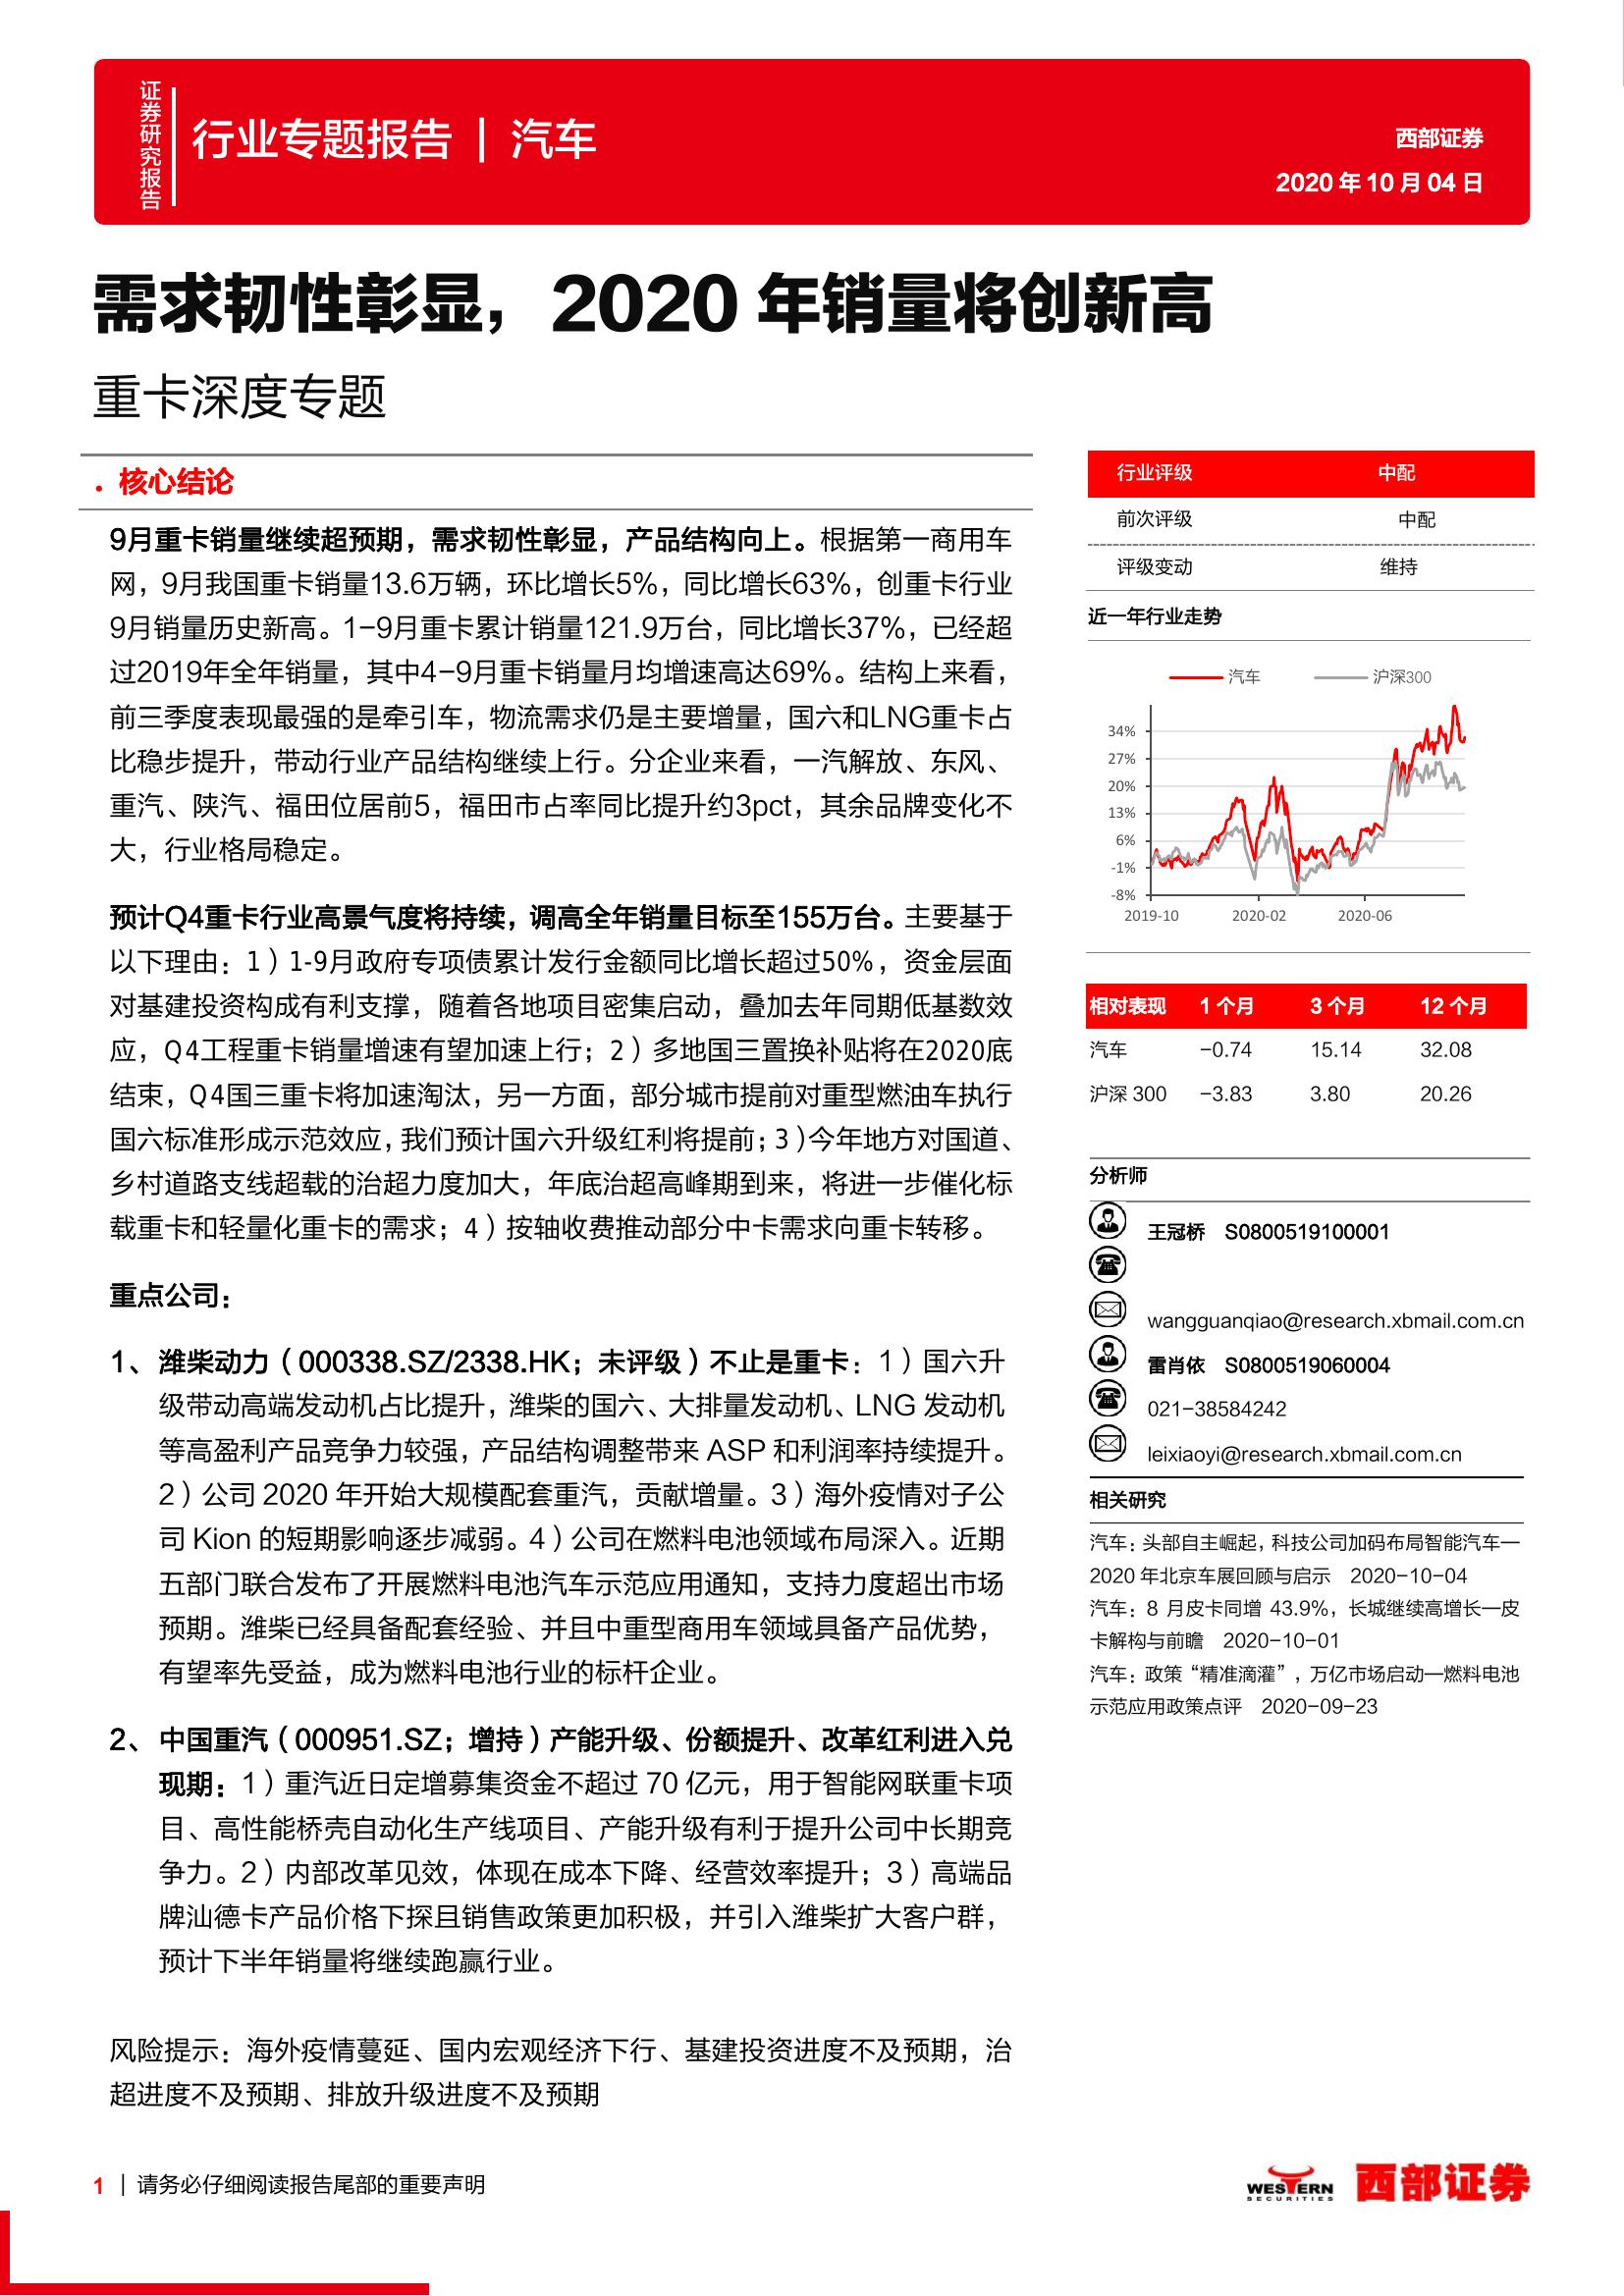 证券研究报告
行业专题报告 | 汽车
西部证券
2020 年 10 月 04 日
需求韧性彰显，2020 年销量将创新高
重卡深度专题
• 核心结论
9月重卡销量继续超预期，需求韧性彰显，产品结构向上。根据第一商用车
网，9月我国重卡销量13.6万辆，环比增长5%，同比增长63%，创重卡行业
9月销量历史新高。1-9月重卡累计销量121.9万台，同比增长37%，已经超
过2019年全年销量，其中4-9月重卡销量月均增速高达69%。结构上来看，
前三季度表现最强的是牵引车，物流需求仍是主要增量，国六和LNG重卡占
比稳步提升，带动行业产品结构继续上行。分企业来看，一汽解放、东风、
重汽、陕汽、福田位居前5，福田市占率同比提升约3pct，其余品牌变化不
大，行业格局稳定。
预计Q4重卡行业高景气度将持续，调高全年销量目标至155万台。主要基于
以下理由：1）1-9月政府专项债累计发行金额同比增长超过50%，资金层面
对基建投资构成有利支撑，随着各地项目密集启动，叠加去年同期低基数效
应，Q4工程重卡销量增速有望加速上行；2）多地国三置换补贴将在2020底
结束，Q4国三重卡将加速淘汰，另一方面，部分城市提前对重型燃油车执行
国六标准形成示范效应，我们预计国六升级红利将提前；3）今年地方对国道、
乡村道路支线超载的治超力度加大，年底治超高峰期到来，将进一步催化标
载重卡和轻量化重卡的需求；4）按轴收费推动部分中卡需求向重卡转移。
重点公司：
1、 潍柴动力（000338.SZ/2338.HK；未评级）不止是重卡：1）国六升
级带动高端发动机占比提升，潍柴的国六、大排量发动机、LNG 发动机
等高盈利产品竞争力较强，产品结构调整带来 ASP 和利润率持续提升。
2）公司 2020 年开始大规模配套重汽，贡献增量。3）海外疫情对子公
司 Kion 的短期影响逐步减弱。4）公司在燃料电池领域布局深入。近期
五部门联合发布了开展燃料电池汽车示范应用通知，支持力度超出市场
预期。潍柴已经具备配套经验、并且中重型商用车领域具备产品优势，
有望率先受益，成为燃料电池行业的标杆企业。
2、 中国重汽（000951.SZ；增持）产能升级、份额提升、改革红利进入兑
现期：1）重汽近日定增募集资金不超过 70 亿元，用于智能网联重卡项
目、高性能桥壳自动化生产线项目、产能升级有利于提升公司中长期竞
争力。2）内部改革见效，体现在成本下降、经营效率提升；3）高端品
牌汕德卡产品价格下探且销售政策更加积极，并引入潍柴扩大客户群，
预计下半年销量将继续跑赢行业。
风险提示：海外疫情蔓延、国内宏观经济下行、基建投资进度不及预期，治
超进度不及预期、排放升级进度不及预期
行业评级 中配
前次评级 中配
评级变动 维持
近一年行业走势
汽车 沪深300
34%
27%
20%
13%
6%
-1%
-8%
2019-10 2020-02 2020-06
相对表现 1 个月 3 个月 12 个月
汽车 -0.74 15.14 32.08
沪深 300 -3.83 3.80 20.26
分析师
王冠桥 S0800519100001
wangguanqiao@research.xbmail.com.cn
雷肖依 S0800519060004
021-38584242
leixiaoyi@research.xbmail.com.cn
相关研究
汽车：头部自主崛起，科技公司加码布局智能汽车—
2020 年北京车展回顾与启示 2020-10-04
汽车：8 月皮卡同增 43.9%，长城继续高增长—皮
卡解构与前瞻 2020-10-01
汽车：政策“精准滴灌”，万亿市场启动—燃料电池
示范应用政策点评 2020-09-23
1 | 请务必仔细阅读报告尾部的重要声明
WESTERN
SECURITIES
西部证券